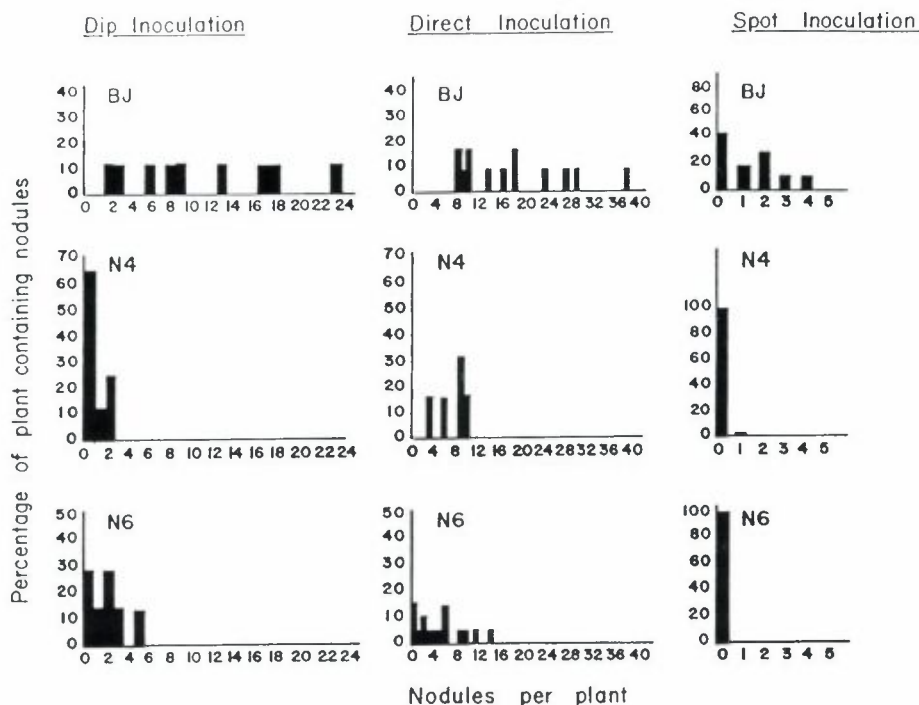 Dip Inoculation
Direct Inoculation
Spot Inoculation
Percentage of plant containing nodules
BJ
40
30
20
10
0
0 2 4 6 8 10 12 14 16 18 20 22 24
BJ
40
30
20
10
0
0 4 8 12 16 20 24 28 32 36 40
BJ
80
60
40
20
0
0 1 2 3 4 5
N4
70
60
50
40
30
20
10
0
0 2 4 6 8 10 12 14 16 18 20 22 24
N4
70
60
50
40
30
20
10
0
0 4 8 12 16 20 24 28 32 36 40
N4
100
80
60
40
20
0
0 1 2 3 4 5
N6
50
40
30
20
10
0
0 2 4 6 8 10 12 14 16 18 20 22 24
N6
50
40
30
20
10
0
0 4 8 12 16 20 24 28 32 36 40
N6
100
80
60
40
20
0
0 1 2 3 4 5
Nodules per plant